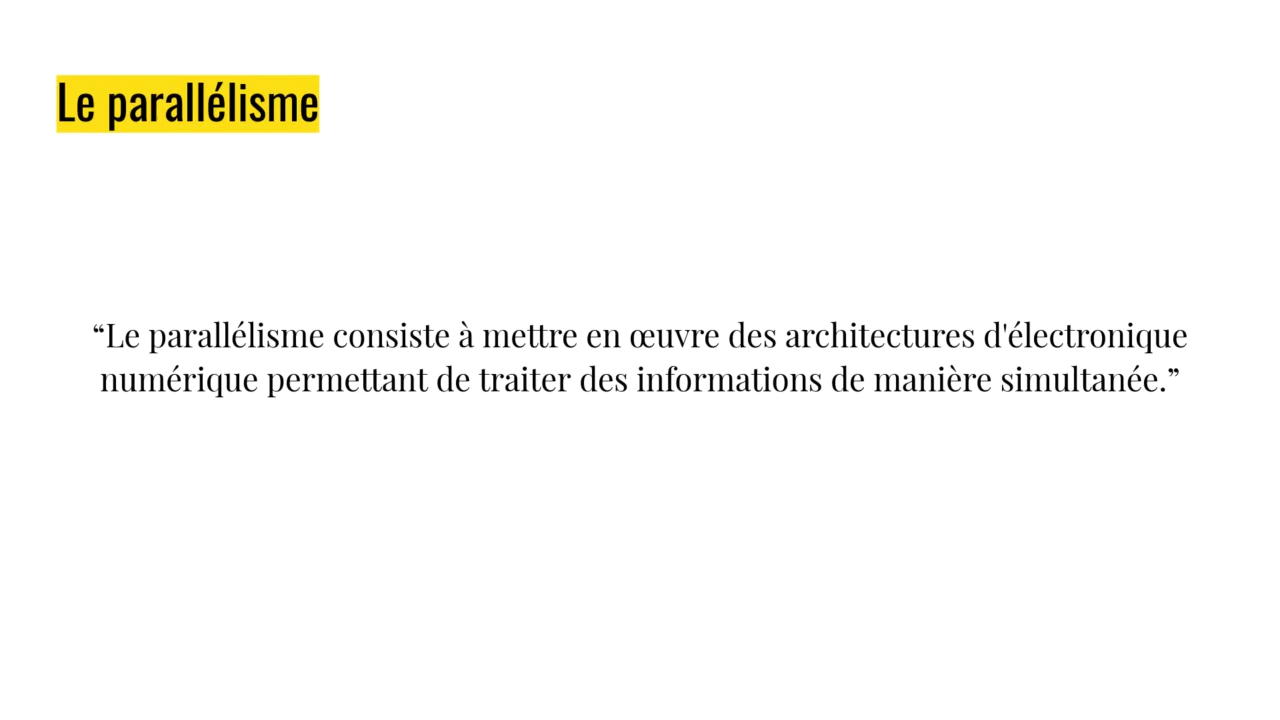 Le parallélisme
“Le parallélisme consiste à mettre en œuvre des architectures d'électronique
numérique permettant de traiter des informations de manière simultanée.”